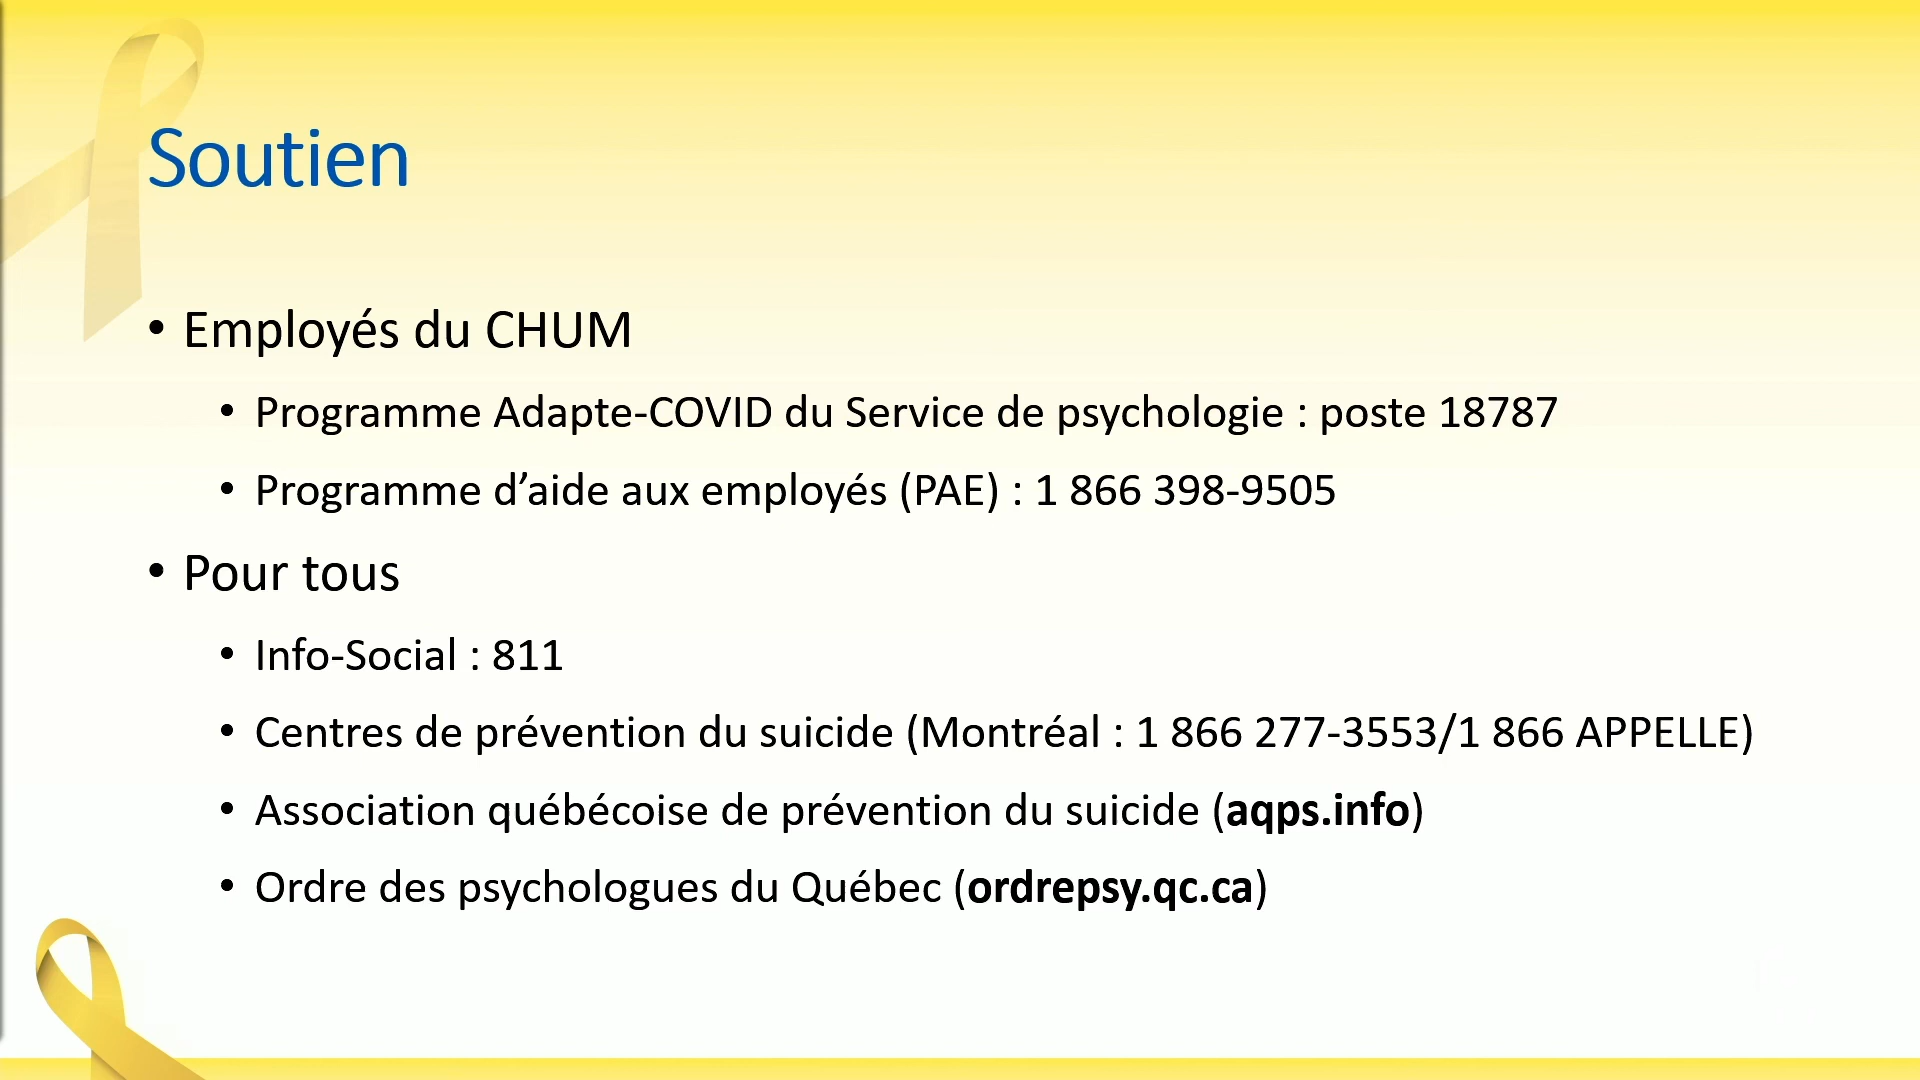 Soutien
• Employés du CHUM
• Programme Adapte-COVID du Service de psychologie : poste 18787
• Programme d’aide aux employés (PAE) : 1 866 398-9505
• Pour tous
• Info-Social : 811
• Centres de prévention du suicide (Montréal : 1 866 277-3553/1 866 APPELLE)
• Association québécoise de prévention du suicide (aqps.info)
• Ordre des psychologues du Québec (ordrepsy.qc.ca)